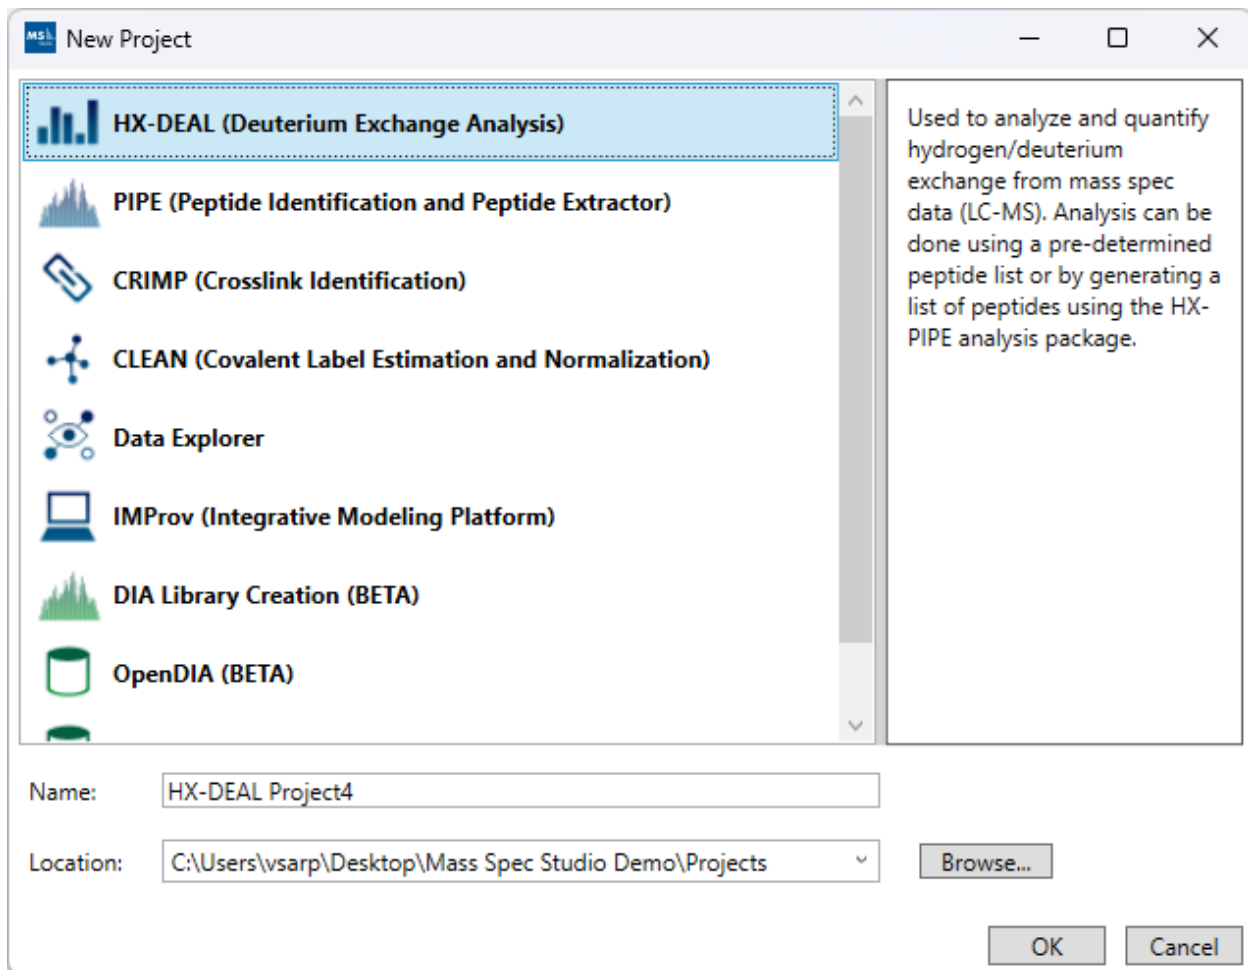 MS
New Project
HX-DEAL (Deuterium Exchange Analysis)
PIPE (Peptide Identification and Peptide Extractor)
CRIMP (Crosslink Identification)
CLEAN (Covalent Label Estimation and Normalization)
Data Explorer
IMProv (Integrative Modeling Platform)
DIA Library Creation (BETA)
OpenDIA (BETA)
Used to analyze and quantify
hydrogen/deuterium
exchange from mass spec
data (LC-MS). Analysis can be
done using a pre-determined
peptide list or by generating a
list of peptides using the HX-
PIPE analysis package.
Name: HX-DEAL Project4
Location: C:\Users\vsarp\Desktop\Mass Spec Studio Demo\Projects Browse...
OK Cancel